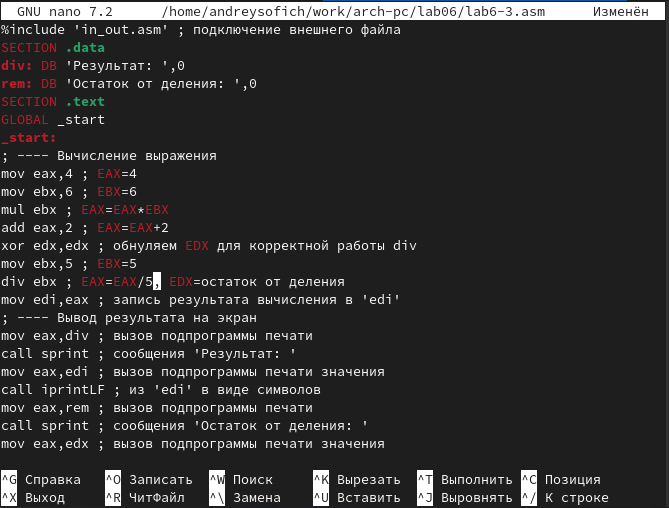 GNU nano 7.2 /home/andreysofich/work/arch-pc/lab06/lab6-3.asm Изменён
%include 'in_out.asm' ; подключение внешнего файла
SECTION .data
div: DB 'Результат: ',0
rem: DB 'Остаток от деления: ',0
SECTION .text
GLOBAL _start
_start:
; ---- Вычисление выражения
mov eax,4 ; EAX=4
mov ebx,6 ; EBX=6
mul ebx ; EAX=EAX*EBX
add eax,2 ; EAX=EAX+2
xor edx,edx ; обнуляем EDX для корректной работы div
mov ebx,5 ; EBX=5
div ebx ; EAX=EAX/5, EDX=остаток от деления
mov edi,eax ; запись результата вычисления в 'edi'
; ---- Вывод результата на экран
mov eax,div ; вызов подпрограммы печати
call sprint ; сообщения 'Результат: '
mov eax,edi ; вызов подпрограммы печати значения
call iprintLF ; из 'edi' в виде символов
mov eax,rem ; вызов подпрограммы печати
call sprint ; сообщения 'Остаток от деления: '
mov eax,edx ; вызов подпрограммы печати значения
^G Справка ^O Записать ^W Поиск ^K Вырезать ^T Выполнить ^C Позиция
^X Выход ^R ЧитФайл ^\ Замена ^U Вставить ^J Выровнять ^/ К строке